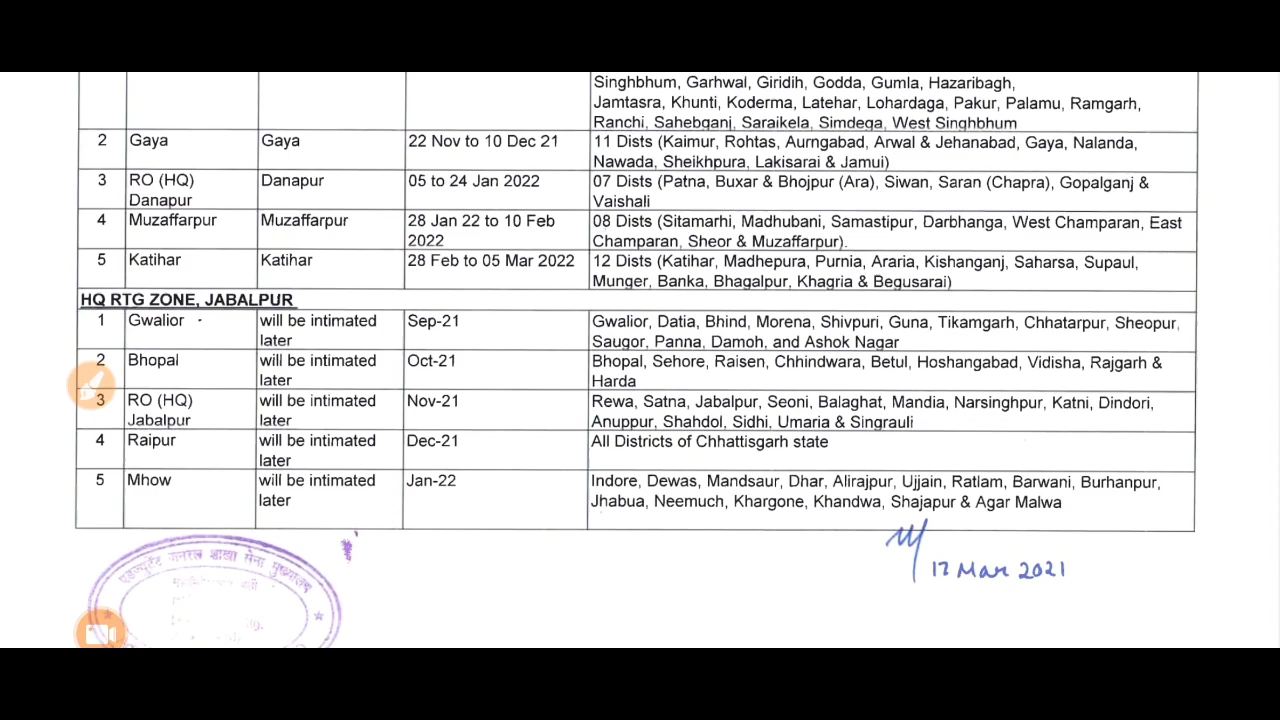 Singhbhum, Garhwal, Giridih, Godda, Gumla, Hazaribagh,
Jamtasra, Khunti, Koderma, Latehar, Lohardaga, Pakur, Palamu, Ramgarh,
Ranchi, Sahebganj, Saraikela, Simdega, West Singhbhum
2 Gaya Gaya 22 Nov to 10 Dec 21 11 Dists (Kaimur, Rohtas, Aurngabad, Arwal & Jehanabad, Gaya, Nalanda,
Nawada, Sheikhpura, Lakisarai & Jamui)
3 RO (HQ) Danapur 05 to 24 Jan 2022 07 Dists (Patna, Buxar & Bhojpur (Ara), Siwan, Saran (Chapra), Gopalganj &
Danapur Vaishali
4 Muzaffarpur Muzaffarpur 28 Jan 22 to 10 Feb 08 Dists (Sitamarhi, Madhubani, Samastipur, Darbhanga, West Champaran, East
2022 Champaran, Sheor & Muzaffarpur).
5 Katihar Katihar 28 Feb to 05 Mar 2022 12 Dists (Katihar, Madhepura, Purnia, Araria, Kishanganj, Saharsa, Supaul,
Munger, Banka, Bhagalpur, Khagria & Begusarai)
HQ RTG ZONE, JABALPUR
1 Gwalior will be intimated Sep-21 Gwalior, Datia, Bhind, Morena, Shivpuri, Guna, Tikamgarh, Chhatarpur, Sheopur,
later Saugor, Panna, Damoh, and Ashok Nagar
2 Bhopal will be intimated Oct-21 Bhopal, Sehore, Raisen, Chhindwara, Betul, Hoshangabad, Vidisha, Rajgarh &
later Harda
3 RO (HQ) will be intimated Nov-21 Rewa, Satna, Jabalpur, Seoni, Balaghat, Mandia, Narsinghpur, Katni, Dindori,
Jabalpur later Anuppur, Shahdol, Sidhi, Umaria & Singrauli
4 Raipur will be intimated Dec-21 All Districts of Chhattisgarh state
later
5 Mhow will be intimated Jan-22 Indore, Dewas, Mandsaur, Dhar, Alirajpur, Ujjain, Ratlam, Barwani, Burhanpur,
later Jhabua, Neemuch, Khargone, Khandwa, Shajapur & Agar Malwa
12 Mar 2021
एडज्यूटेंट जनरल शाखा सेना मुख्यालय